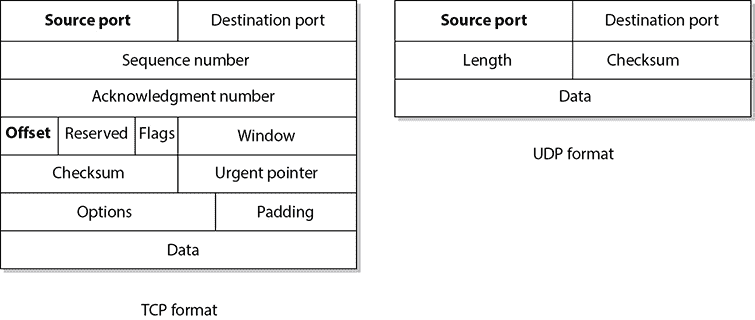 Source port Destination port
Sequence number
Acknowledgment number
Offset Reserved Flags Window
Checksum Urgent pointer
Options Padding
Data
TCP format
Source port Destination port
Length Checksum
Data
UDP format